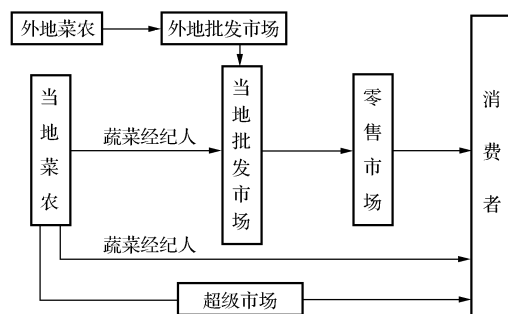 外地菜农
外地批发市场
当地菜农
蔬菜经纪人
当地批发市场
零售市场
消费者
蔬菜经纪人
超级市场